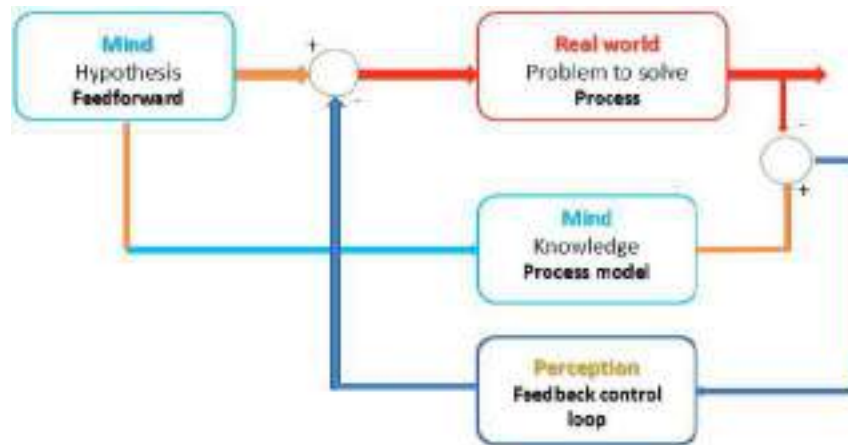 Mind
Hypothesis
Feedforward
+
-
Real world
Problem to solve
Process
-
+
Mind
Knowledge
Process model
Perception
Feedback control
loop